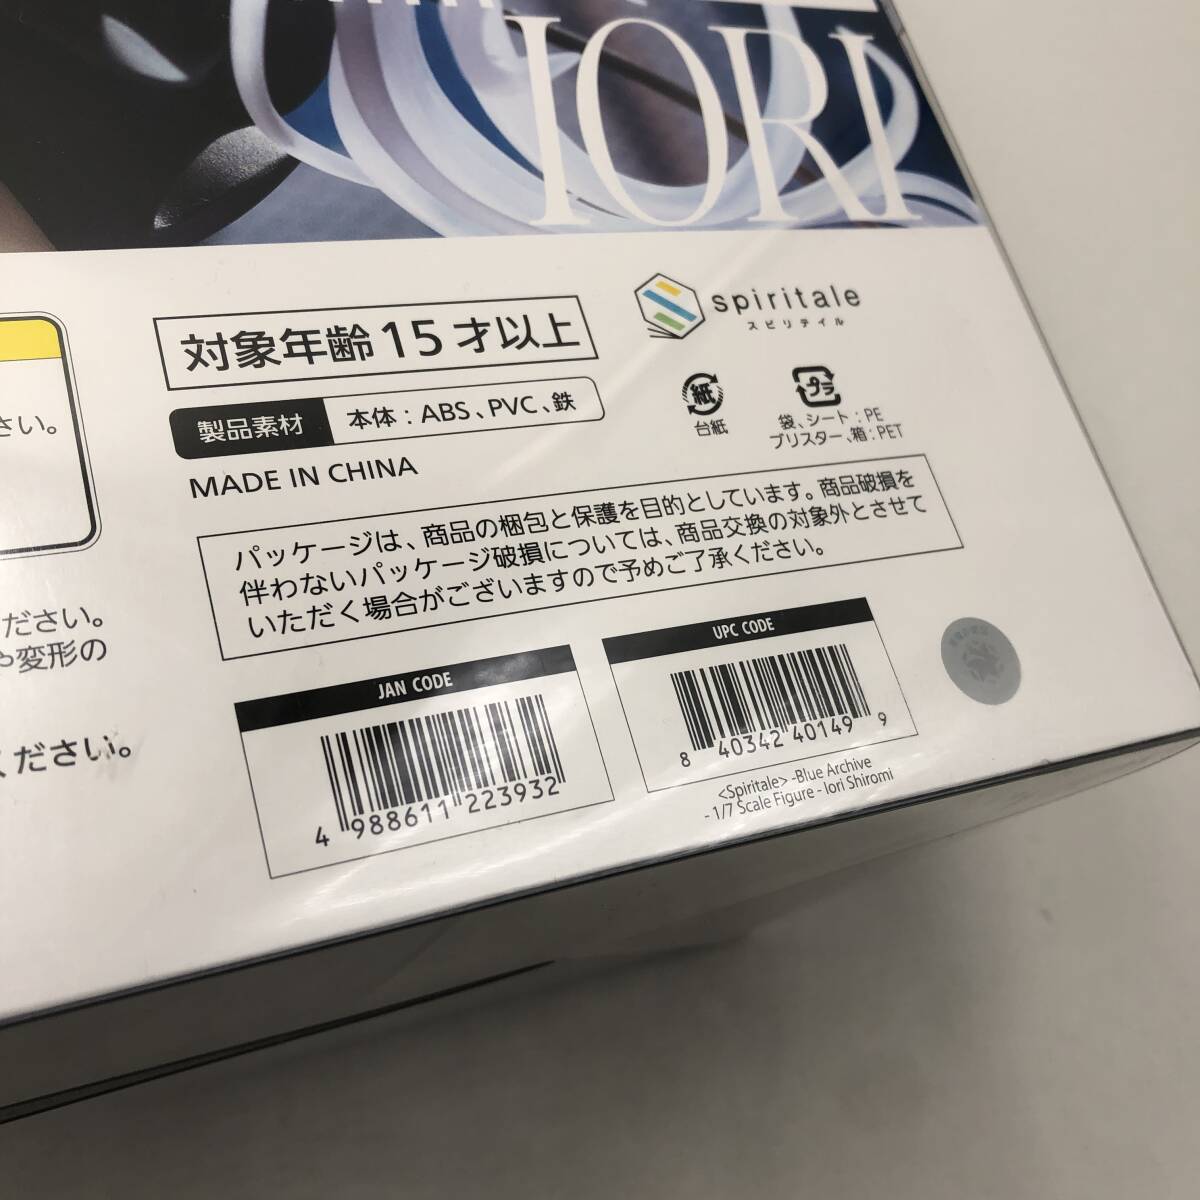 IORI
spiritale
スピリテイル
対象年齢15才以上
製品素材 本体：ABS、PVC、鉄
MADE IN CHINA
紙
台紙
プラ
袋、シート：PE
ブリスター、箱：PET
さい。
パッケージは、商品の梱包と保護を目的としています。商品破損を
伴わないパッケージ破損については、商品交換の対象外とさせて
いただく場合がございますので予めご了承ください。
ださい。
や変形の
ください。
JAN CODE
4 988611 223932
UPC CODE
8 40342 40149 9
<Spiritale> -Blue Archive
- 1/7 Scale Figure - Iori Shiromi